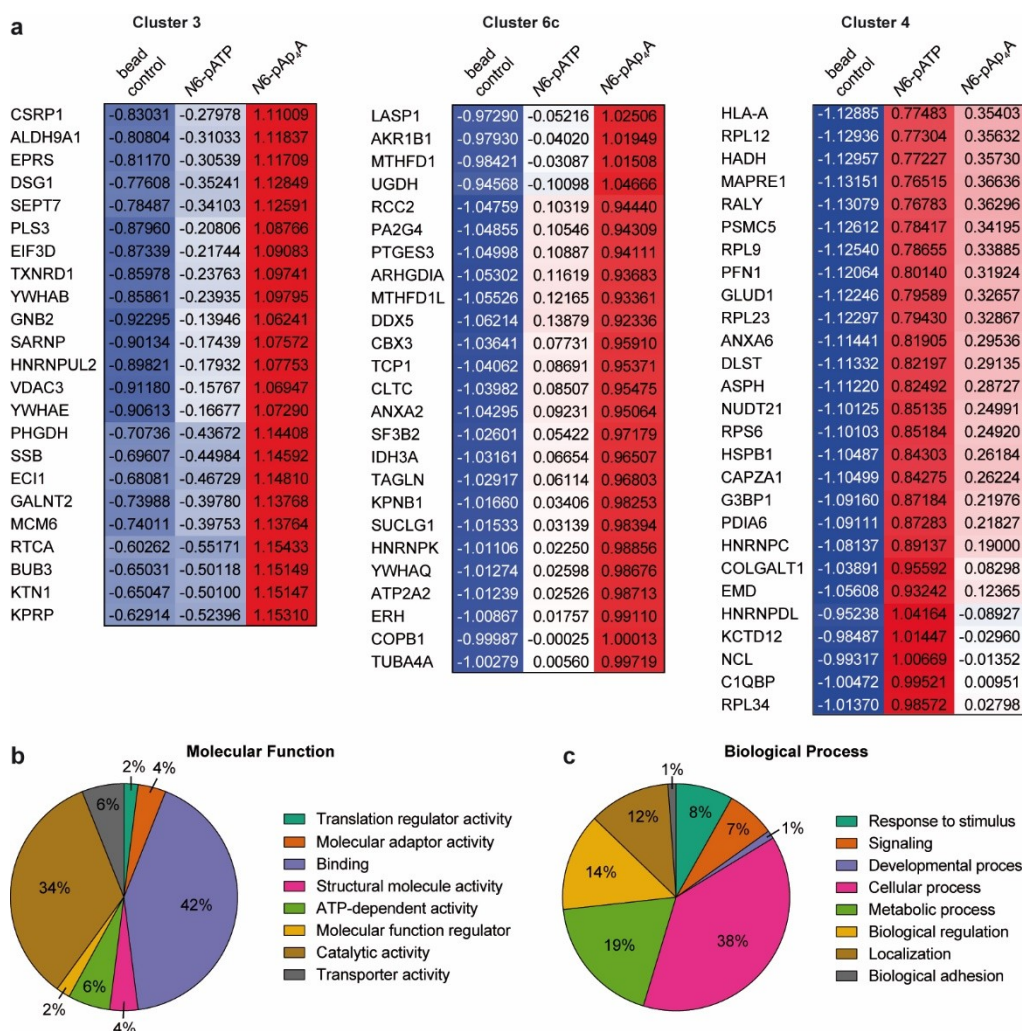 a
Cluster 3
bead control
N6-pATP
N6-pAp₄A
CSRP1 -0.83031 -0.27978 1.11009
ALDH9A1 -0.80804 -0.31033 1.11837
EPRS -0.81170 -0.30539 1.11709
DSG1 -0.77608 -0.35241 1.12849
SEPT7 -0.78487 -0.34103 1.12591
PLS3 -0.87960 -0.20806 1.08766
EIF3D -0.87339 -0.21744 1.09083
TXNRD1 -0.85978 -0.23763 1.09741
YWHAB -0.85861 -0.23935 1.09795
GNB2 -0.92295 -0.13946 1.06241
SARNP -0.90134 -0.17439 1.07572
HNRNPUL2 -0.89821 -0.17932 1.07753
VDAC3 -0.91180 -0.15767 1.06947
YWHAE -0.90613 -0.16677 1.07290
PHGDH -0.70736 -0.43672 1.14408
SSB -0.69607 -0.44984 1.14592
ECI1 -0.68081 -0.46729 1.14810
GALNT2 -0.73988 -0.39780 1.13768
MCM6 -0.74011 -0.39753 1.13764
RTCA -0.60262 -0.55171 1.15433
BUB3 -0.65031 -0.50118 1.15149
KTN1 -0.65047 -0.50100 1.15147
KPRP -0.62914 -0.52396 1.15310
Cluster 6c
bead control
N6-pATP
N6-pAp₄A
LASP1 -0.97290 -0.05216 1.02506
AKR1B1 -0.97930 -0.04020 1.01949
MTHFD1 -0.98421 -0.03087 1.01508
UGDH -0.94568 -0.10098 1.04666
RCC2 -1.04759 0.10319 0.94440
PA2G4 -1.04855 0.10546 0.94309
PTGES3 -1.04998 0.10887 0.94111
ARHGDIA -1.05302 0.11619 0.93683
MTHFD1L -1.05526 0.12165 0.93361
DDX5 -1.06214 0.13879 0.92336
CBX3 -1.03641 0.07731 0.95910
TCP1 -1.04062 0.08691 0.95371
CLTC -1.03982 0.08507 0.95475
ANXA2 -1.04295 0.09231 0.95064
SF3B2 -1.02601 0.05422 0.97179
IDH3A -1.03161 0.06654 0.96507
TAGLN -1.02917 0.06114 0.96803
KPNB1 -1.01660 0.03406 0.98253
SUCLG1 -1.01533 0.03139 0.98394
HNRNPK -1.01106 0.02250 0.98856
YWHAQ -1.01274 0.02598 0.98676
ATP2A2 -1.01239 0.02526 0.98713
ERH -1.00867 0.01757 0.99110
COPB1 -0.99987 -0.00025 1.00013
TUBA4A -1.00279 0.00560 0.99719
Cluster 4
bead control
N6-pATP
N6-pAp₄A
HLA-A -1.12885 0.77483 0.35403
RPL12 -1.12936 0.77304 0.35632
HADH -1.12957 0.77227 0.35730
MAPRE1 -1.13151 0.76515 0.36636
RALY -1.13079 0.76783 0.36296
PSMC5 -1.12612 0.78417 0.34195
RPL9 -1.12540 0.78655 0.33885
PFN1 -1.12064 0.80140 0.31924
GLUD1 -1.12246 0.79589 0.32657
RPL23 -1.12297 0.79430 0.32867
ANXA6 -1.11441 0.81905 0.29536
DLST -1.11332 0.82197 0.29135
ASPH -1.11220 0.82492 0.28727
NUDT21 -1.10125 0.85135 0.24991
RPS6 -1.10103 0.85184 0.24920
HSPB1 -1.10487 0.84303 0.26184
CAPZA1 -1.10499 0.84275 0.26224
G3BP1 -1.09160 0.87184 0.21976
PDIA6 -1.09111 0.87283 0.21827
HNRNPC -1.08137 0.89137 0.19000
COLGALT1 -1.03891 0.95592 0.08298
EMD -1.05608 0.93242 0.12365
HNRNPDL -0.95238 1.04164 -0.08927
KCTD12 -0.98487 1.01447 -0.02960
NCL -0.99317 1.00669 -0.01352
C1QBP -1.00472 0.99521 0.00951
RPL34 -1.01370 0.98572 0.02798
b
Molecular Function
2%
4%
42%
4%
6%
2%
34%
6%
Translation regulator activity
Molecular adaptor activity
Binding
Structural molecule activity
ATP-dependent activity
Molecular function regulator
Catalytic activity
Transporter activity
c
Biological Process
1%
8%
7%
1%
38%
19%
14%
12%
Response to stimulus
Signaling
Developmental process
Cellular process
Metabolic process
Biological regulation
Localization
Biological adhesion